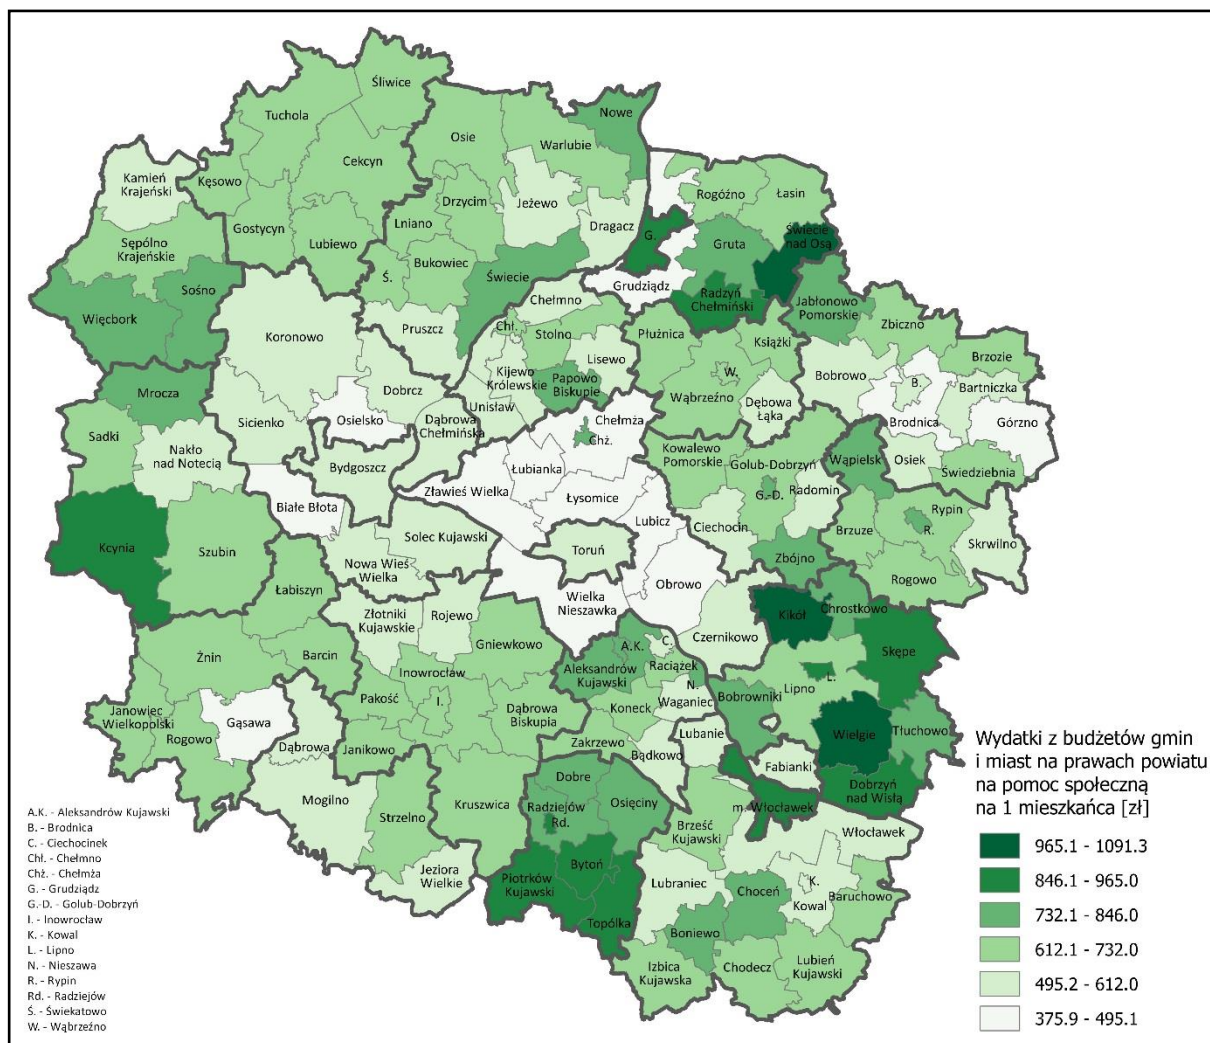 Śliwice
Tuchola
Nowe
Osie
Warlubie
Cekcyn
Kamień
Krajeński
Kęsowo
Rogóźno
Łasin
Drzycim
Jeżewo
Gostycyn
Lniano
Dragacz
Lubiewo
G.
Gruta
Świecie
nad Osą
Sępólno
Krajeńskie
Bukowiec
Świecie
Ś.
Grudziądz
Radzyń
Chełmiński
Sośno
Więcbork
Chełmno
Jabłonowo
Pomorskie
Pruszcz
Chł.
Stolno
Płużnica
Książki
Zbiczno
Koronowo
Lisewo
Brzozie
Kijewo
Królewskie
Papowo
Biskupie
W.
Bobrowo
B.
Bartniczka
Dobrcz
Wąbrzeźno
Mrocza
Unisław
Dębowa
Łąka
Osielsko
Chełmża
Brodnica
Górzno
Sicienko
Dąbrowa
Chełmińska
Chż.
Sadki
Nakło
nad Notecią
Kowalewo
Pomorskie
Golub-Dobrzyń
Wąpielsk
Osiek
Bydgoszcz
Łubianka
Świedziebnia
Zławieś Wielka
G.-D.
Radomin
Łysomice
Białe Błota
Lubicz
Rypin
Ciechocin
Brzuze
R.
Kcynia
Szubin
Solec Kujawski
Toruń
Skrwilno
Nowa Wieś
Wielka
Zbójno
Obrowo
Rogowo
Łabiszyn
Wielka
Nieszawka
Złotniki
Kujawskie
Rojewo
Kikół
Chrostkowo
Czernikowo
Gniewkowo
A.K.
C.
Skępe
Żnin
Barcin
Raciążek
Inowrocław
Aleksandrów
Kujawski
L.
N.
Pakość
I.
Bobrowniki
Lipno
Waganiec
Janowiec
Wielkopolski
Gąsawa
Dąbrowa
Biskupia
Koneck
Rogowo
Lubanie
Wielgie
Tłuchowo
Dąbrowa
Janikowo
Zakrzewo
Bądkowo
Fabianki
Dobre
Dobrzyń
nad Wisłą
Mogilno
Kruszwica
Radziejów
Osięciny
Strzelno
Rd.
m. Włocławek
Brześć
Kujawski
Włocławek
Bytoń
Jeziora
Wielkie
Piotrków
Kujawski
Lubraniec
Choceń
K.
Baruchowo
Kowal
Topólka
Boniewo
Izbica
Kujawska
Chodecz
Lubień
Kujawski
A.K. - Aleksandrów Kujawski
B. - Brodnica
C. - Ciechocinek
Chł. - Chełmno
Chż. - Chełmża
G. - Grudziądz
G.-D. - Golub-Dobrzyń
I. - Inowrocław
K. - Kowal
L. - Lipno
N. - Nieszawa
R. - Rypin
Rd. - Radziejów
Ś. - Świekatowo
W. - Wąbrzeźno
Wydatki z budżetów gmin
i miast na prawach powiatu
na pomoc społeczną
na 1 mieszkańca [zł]
965.1 - 1091.3
846.1 - 965.0
732.1 - 846.0
612.1 - 732.0
495.2 - 612.0
375.9 - 495.1